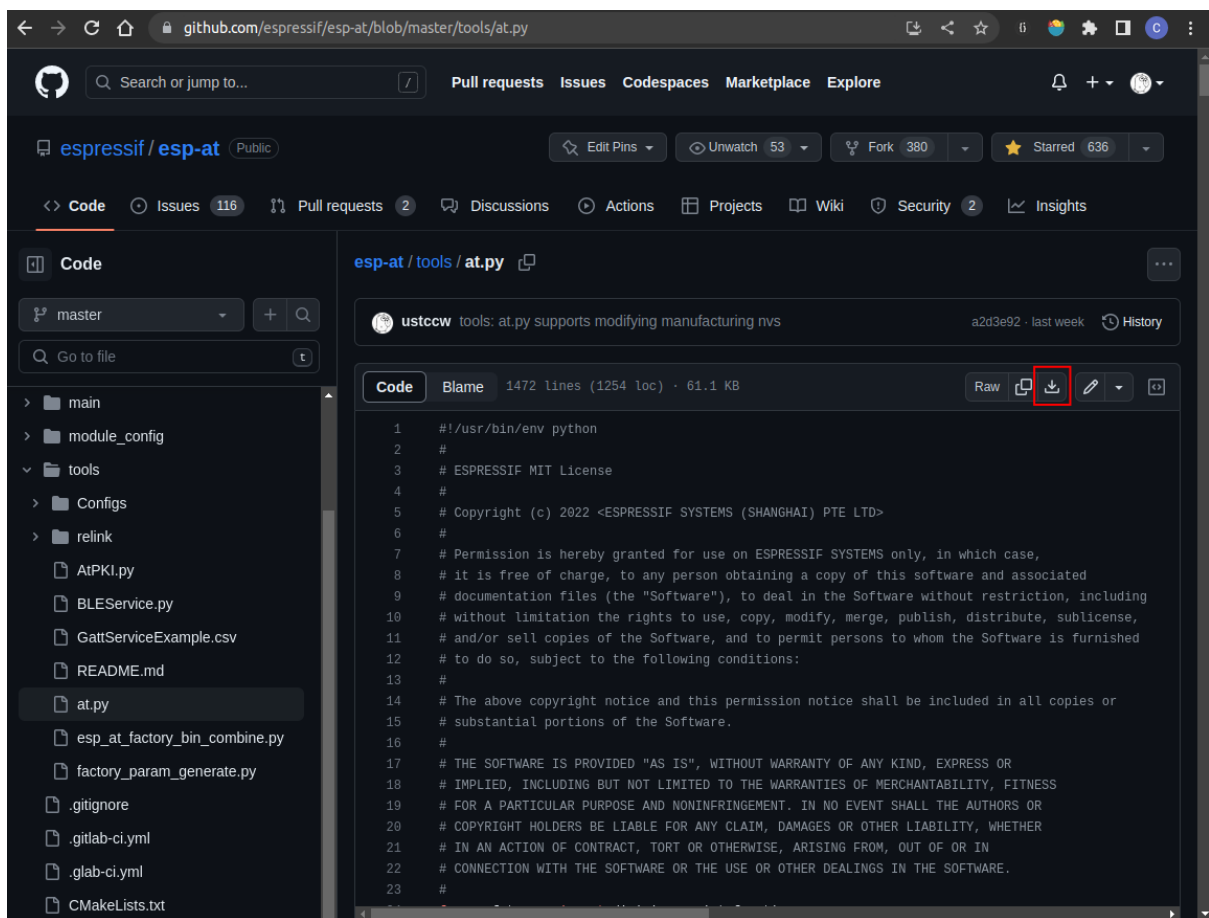 github.com/espressif/esp-at/blob/master/tools/at.py C
Search or jump to... / Pull requests Issues Codespaces Marketplace Explore
espressif / esp-at Public Edit Pins Unwatch 53 Fork 380 Starred 636
<> Code Issues 116 Pull requests 2 Discussions Actions Projects Wiki Security 2 Insights
Code
master
Go to file t
main
module_config
tools
Configs
relink
AtPKI.py
BLEService.py
GattServiceExample.csv
README.md
at.py
esp_at_factory_bin_combine.py
factory_param_generate.py
.gitignore
.gitlab-ci.yml
.glab-ci.yml
CMakeLists.txt
esp-at / tools / at.py
ustccw tools: at.py supports modifying manufacturing nvs a2d3e92 · last week History
Code Blame 1472 lines (1254 loc) · 61.1 KB Raw
1 #!/usr/bin/env python
2 #
3 # ESPRESSIF MIT License
4 #
5 # Copyright (c) 2022 <ESPRESSIF SYSTEMS (SHANGHAI) PTE LTD>
6 #
7 # Permission is hereby granted for use on ESPRESSIF SYSTEMS only, in which case,
8 # it is free of charge, to any person obtaining a copy of this software and associated
9 # documentation files (the "Software"), to deal in the Software without restriction, including
10 # without limitation the rights to use, copy, modify, merge, publish, distribute, sublicense,
11 # and/or sell copies of the Software, and to permit persons to whom the Software is furnished
12 # to do so, subject to the following conditions:
13 #
14 # The above copyright notice and this permission notice shall be included in all copies or
15 # substantial portions of the Software.
16 #
17 # THE SOFTWARE IS PROVIDED "AS IS", WITHOUT WARRANTY OF ANY KIND, EXPRESS OR
18 # IMPLIED, INCLUDING BUT NOT LIMITED TO THE WARRANTIES OF MERCHANTABILITY, FITNESS
19 # FOR A PARTICULAR PURPOSE AND NONINFRINGEMENT. IN NO EVENT SHALL THE AUTHORS OR
20 # COPYRIGHT HOLDERS BE LIABLE FOR ANY CLAIM, DAMAGES OR OTHER LIABILITY, WHETHER
21 # IN AN ACTION OF CONTRACT, TORT OR OTHERWISE, ARISING FROM, OUT OF OR IN
22 # CONNECTION WITH THE SOFTWARE OR THE USE OR OTHER DEALINGS IN THE SOFTWARE.
23 #